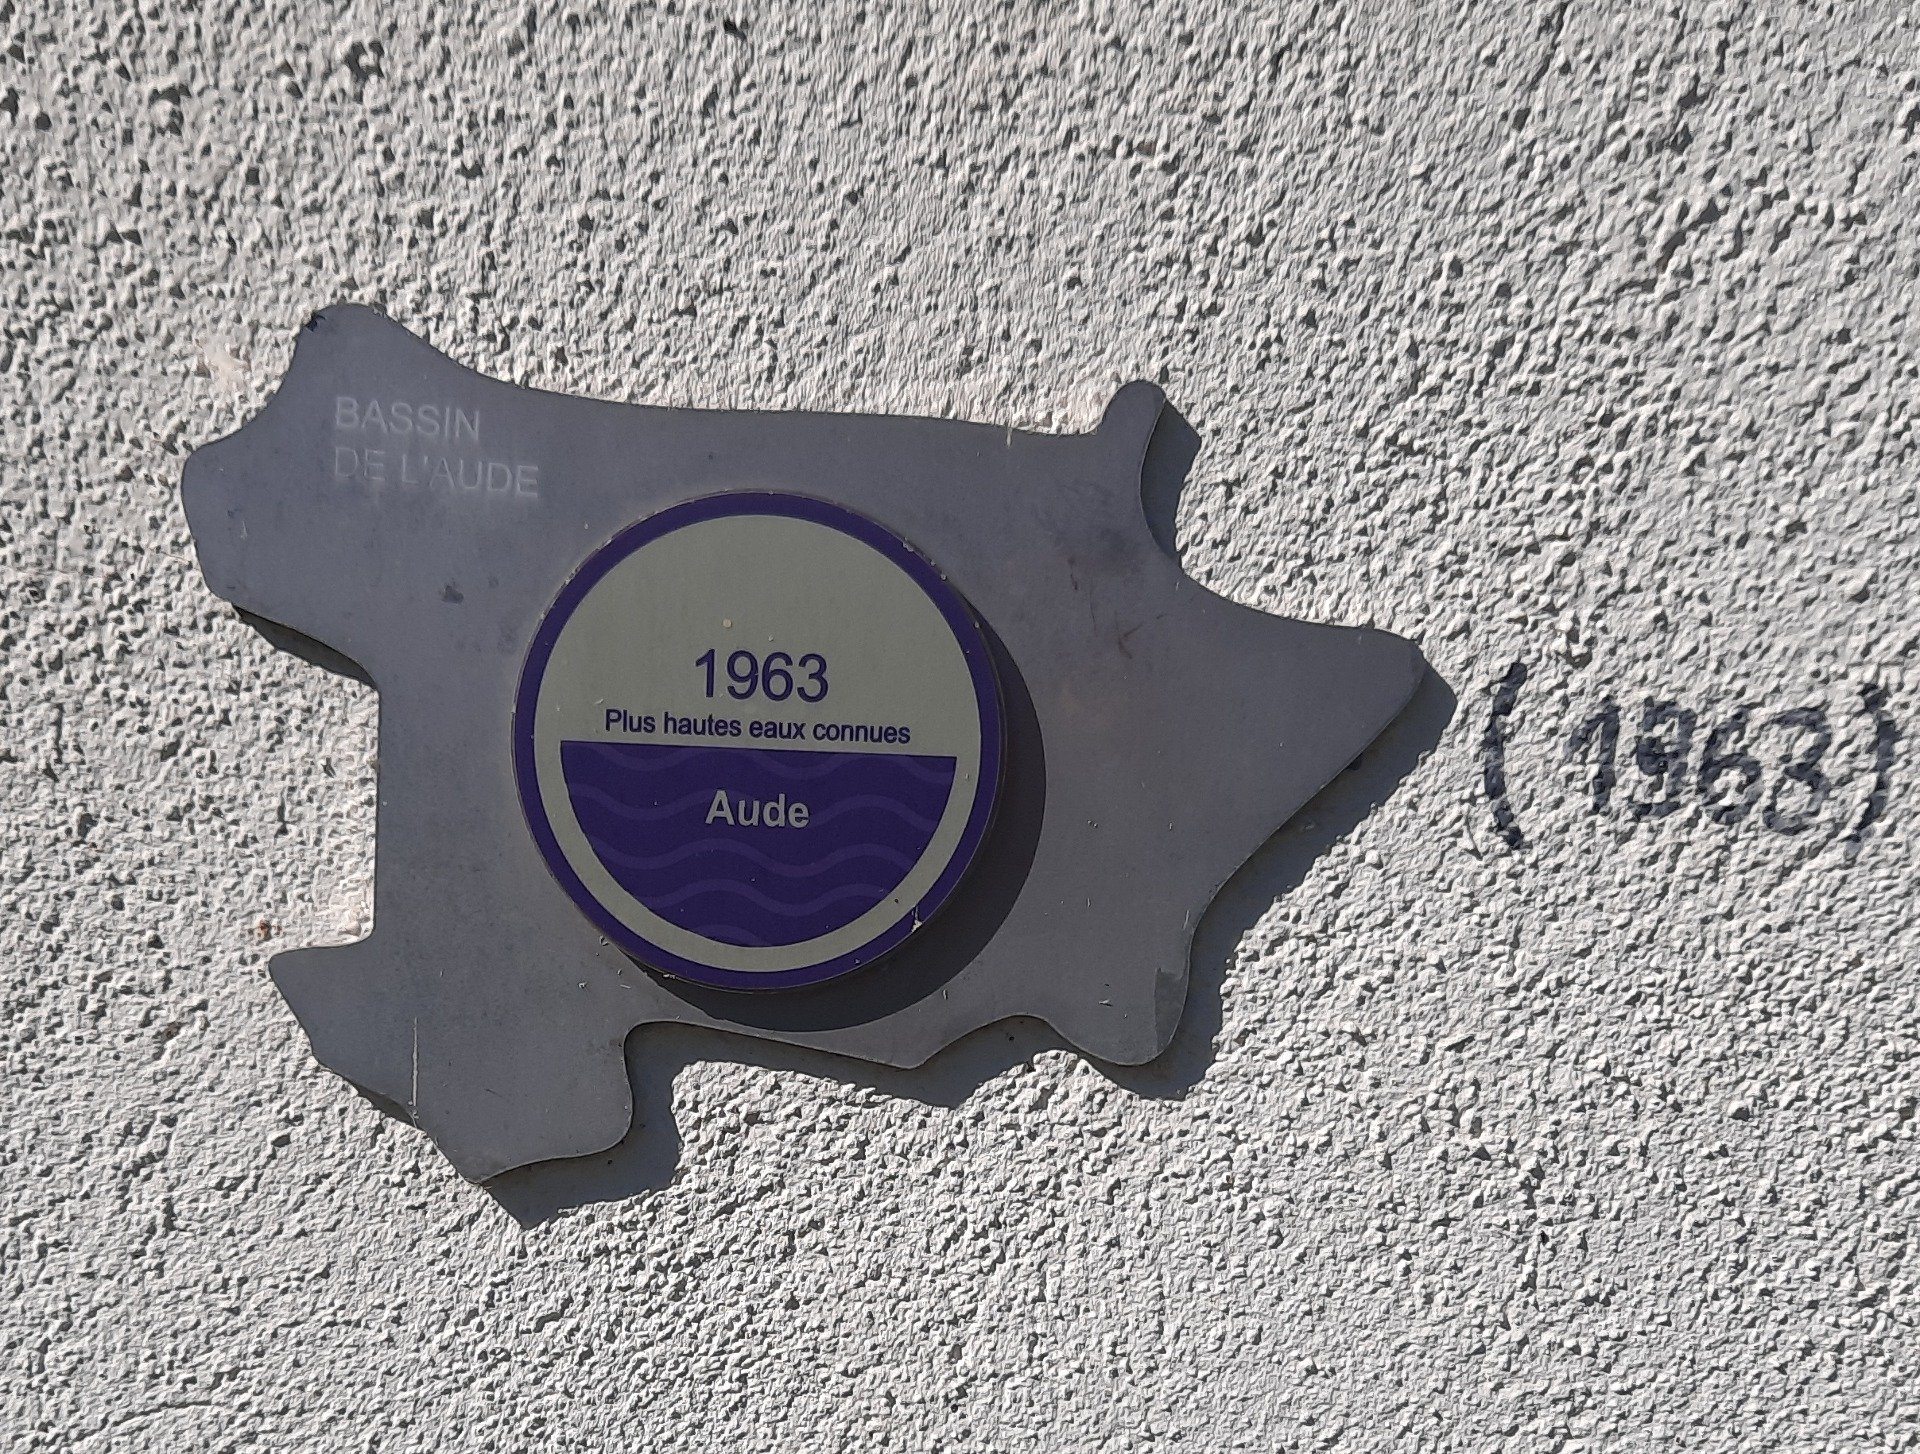 BASSIN
DE L'AUDE
1963
Plus hautes eaux connues
Aude
(1963)